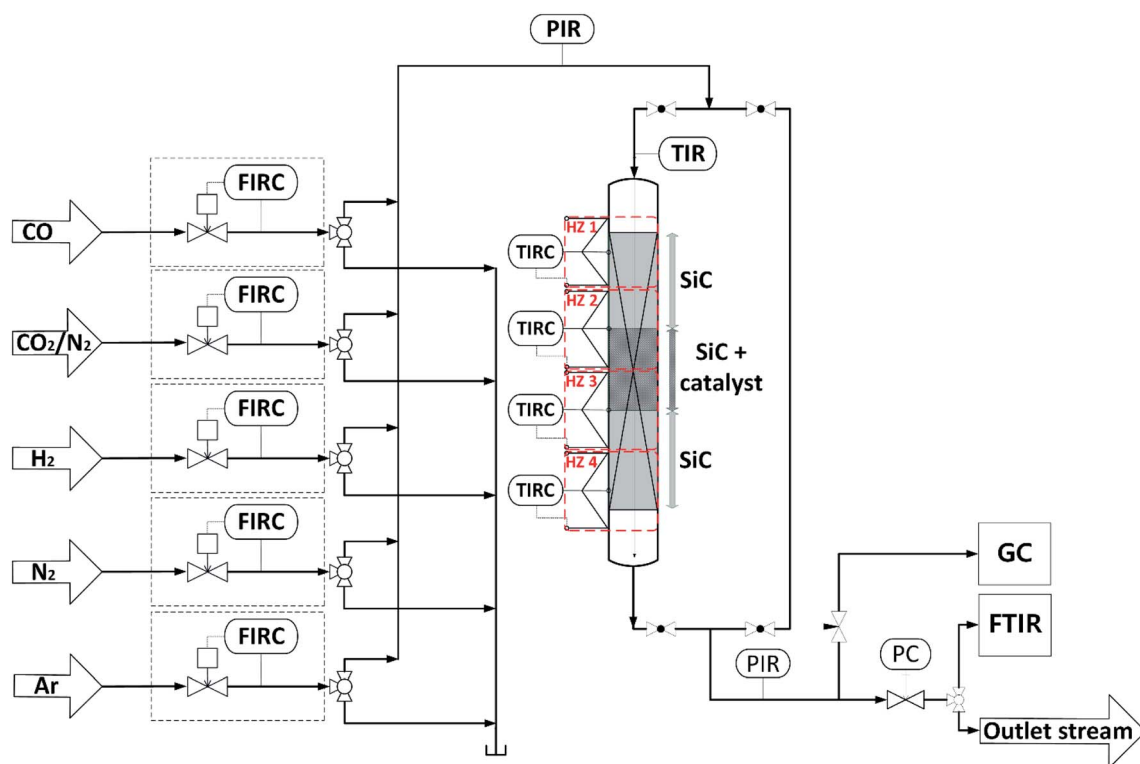 PIR
TIR
CO
FIRC
CO₂/N₂
FIRC
H₂
FIRC
N₂
FIRC
Ar
FIRC
HZ 1
TIRC
HZ 2
TIRC
HZ 3
TIRC
HZ 4
TIRC
SiC
SiC +
catalyst
SiC
PIR
PC
GC
FTIR
Outlet stream